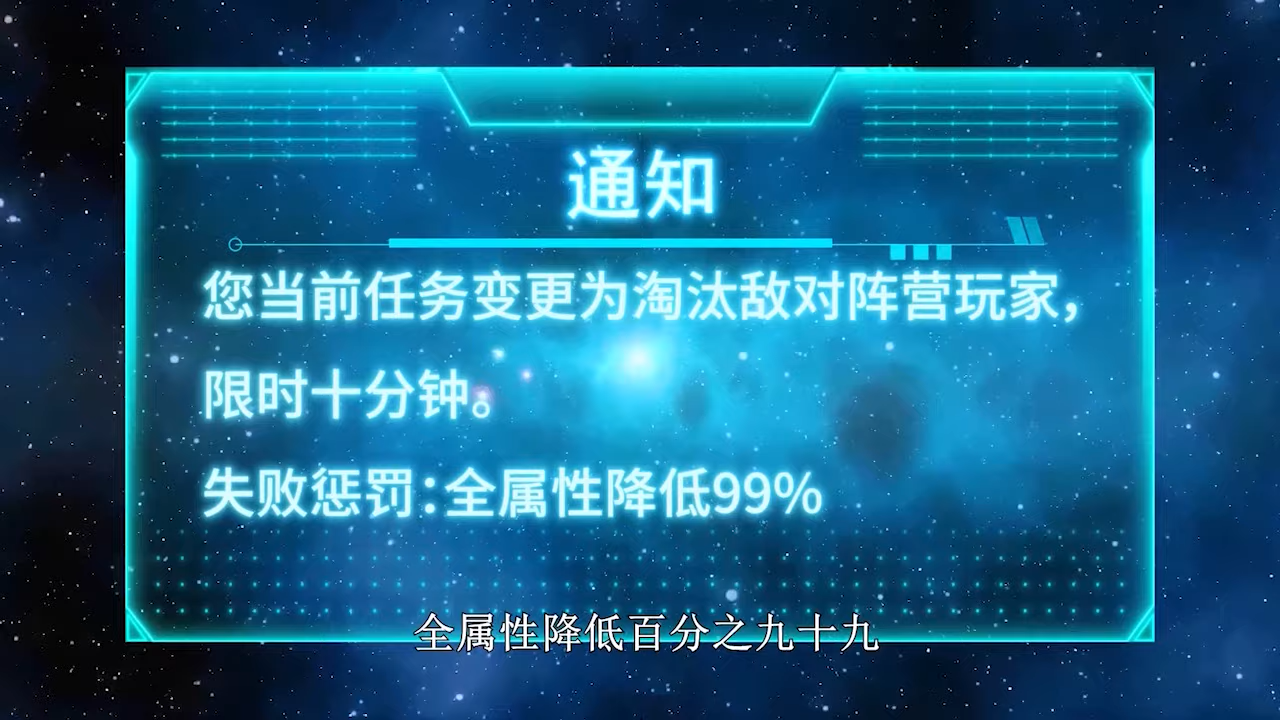 通知
您当前任务变更为淘汰敌对阵营玩家，
限时十分钟。
失败惩罚：全属性降低99%
全属性降低百分之九十九